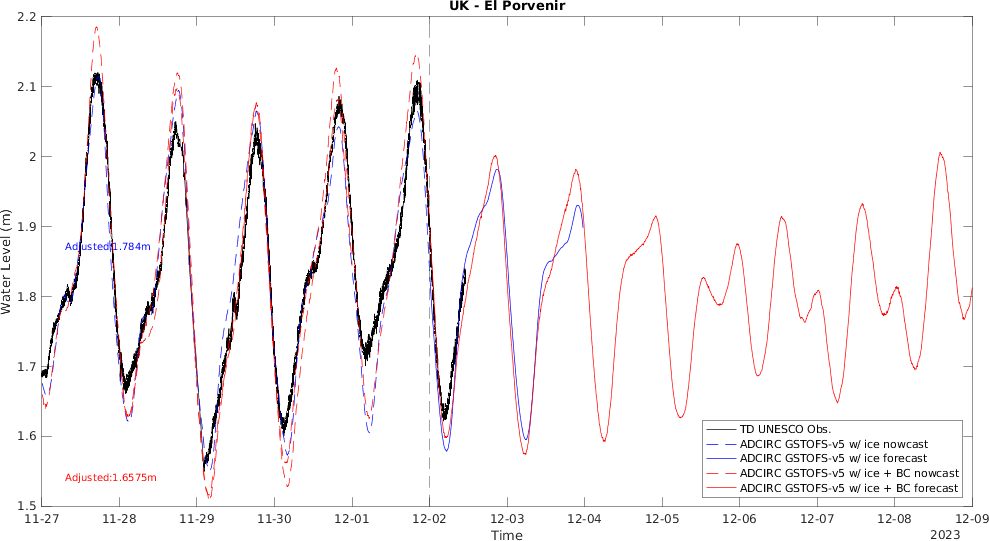 UK - El Porvenir
2.2
2.1
2
1.9
1.8
1.7
1.6
1.5
Water Level (m)
Adjusted:1.784m
Adjusted:1.6575m
TD UNESCO Obs.
ADCIRC GSTOFS-v5 w/ ice nowcast
ADCIRC GSTOFS-v5 w/ ice forecast
ADCIRC GSTOFS-v5 w/ ice + BC nowcast
ADCIRC GSTOFS-v5 w/ ice + BC forecast
11-27 11-28 11-29 11-30 12-01 12-02 12-03 12-04 12-05 12-06 12-07 12-08 12-09
Time
2023